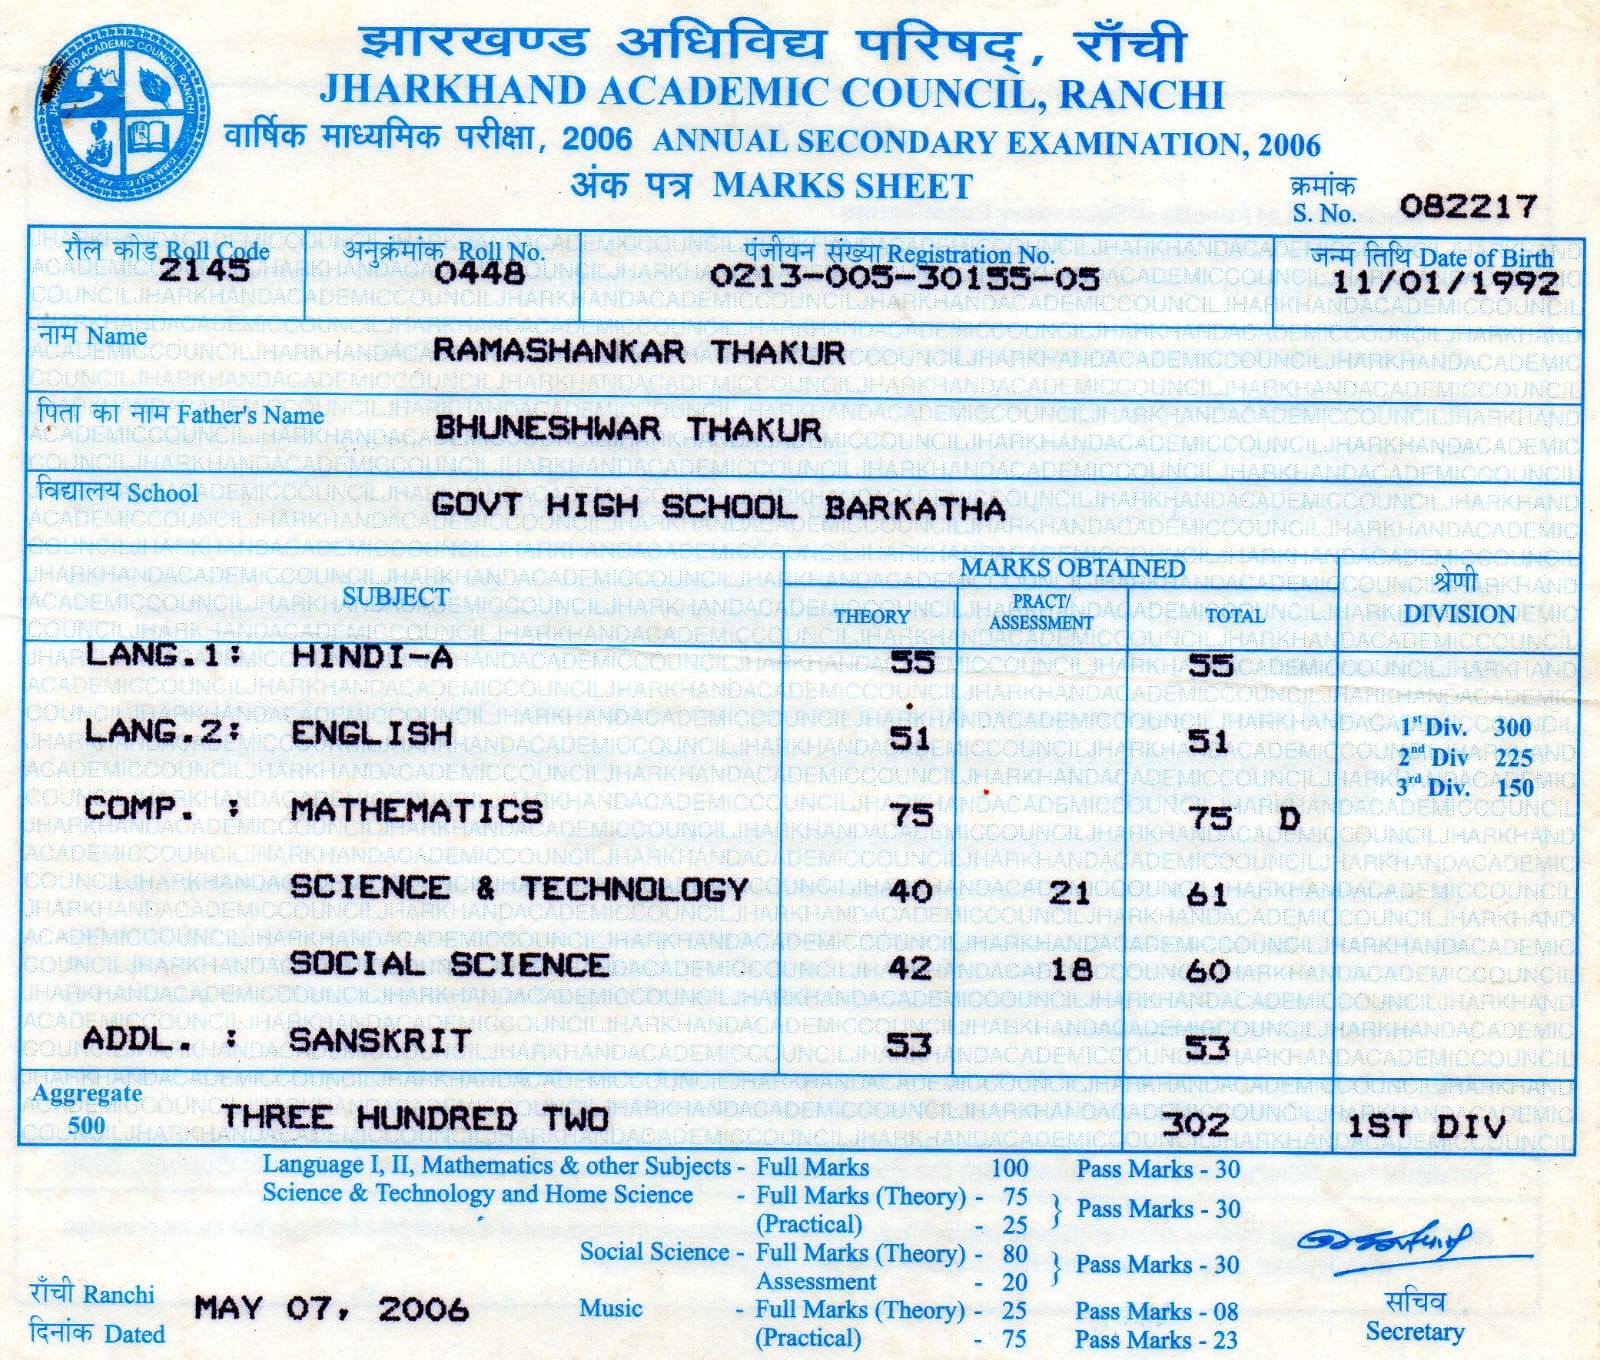 झारखण्ड अधिविद्य परिषद्, राँची
JHARKHAND ACADEMIC COUNCIL, RANCHI
वार्षिक माध्यमिक परीक्षा, 2006 ANNUAL SECONDARY EXAMINATION, 2006
अंक पत्र MARKS SHEET
क्रमांक
S. No. 082217
JHARKHAND ACADEMIC COUNCIL RANCHI
रौल कोड Roll Code अनुक्रंमांक Roll No. पंजीयन संख्या Registration No. जन्म तिथि Date of Birth
2145 0448 0213-005-30155-05 11/01/1992
नाम Name RAMASHANKAR THAKUR
पिता का नाम Father's Name BHUNESHWAR THAKUR
विद्यालय School GOVT HIGH SCHOOL BARKATHA
SUBJECT MARKS OBTAINED श्रेणी
THEORY PRACT/ ASSESSMENT TOTAL DIVISION
LANG.1: HINDI-A 55 55
LANG.2: ENGLISH 51 51
1st Div. 300
2nd Div 225
3rd Div. 150
COMP. : MATHEMATICS 75 75 D
SCIENCE & TECHNOLOGY 40 21 61
SOCIAL SCIENCE 42 18 60
ADDL. : SANSKRIT 53 53
Aggregate
500 THREE HUNDRED TWO 302 1ST DIV
Language I, II, Mathematics & other Subjects - Full Marks 100 Pass Marks - 30
Science & Technology and Home Science - Full Marks (Theory) - 75 } Pass Marks - 30
(Practical) - 25
Social Science - Full Marks (Theory) - 80 } Pass Marks - 30
Assessment - 20
Music - Full Marks (Theory) - 25 Pass Marks - 08
(Practical) - 75 Pass Marks - 23
राँची Ranchi
दिनांक Dated MAY 07, 2006
सचिव
Secretary